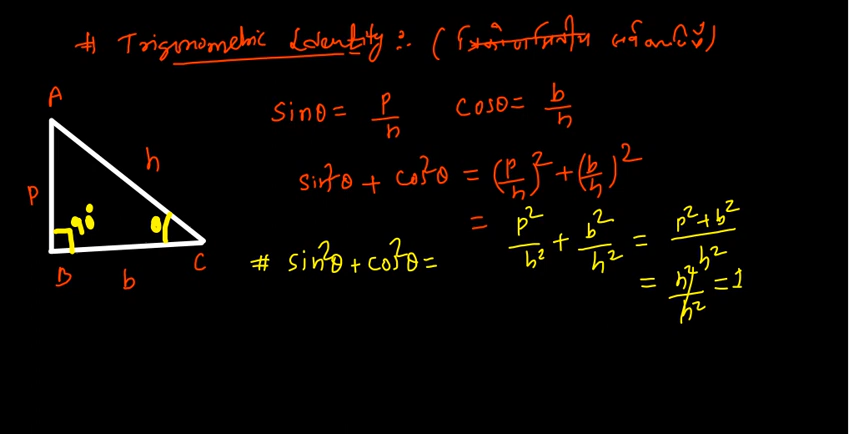 # Trigonometric Identity :- (
A
sinθ = p/h cosθ = b/h
h
sin²θ + cos²θ = (p/h)² + (b/h)²
P
= p²/h² + b²/h² = p²+b²/h²
90° θ
# sin²θ + cos²θ =
= h²/h² = 1
B b C